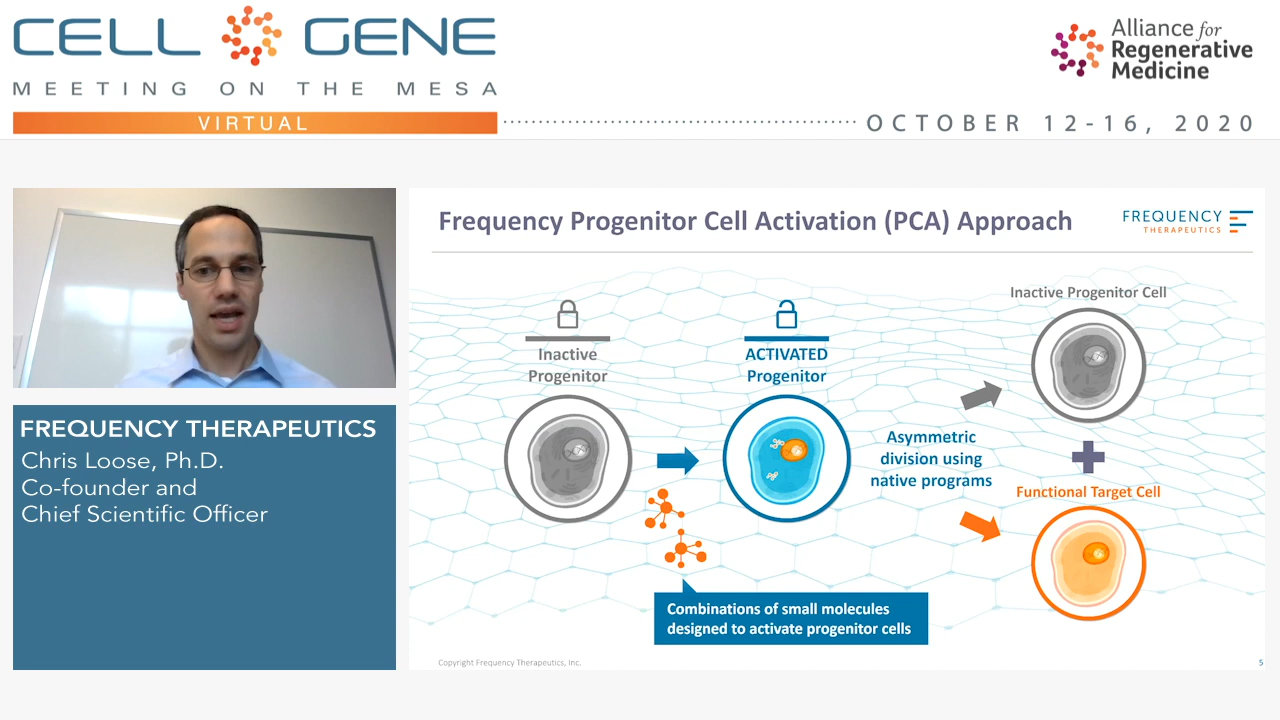 CELL GENE
MEETING ON THE MESA
VIRTUAL
Alliance for
Regenerative
Medicine
OCTOBER 12-16, 2020
FREQUENCY THERAPEUTICS
Chris Loose, Ph.D.
Co-founder and
Chief Scientific Officer
Frequency Progenitor Cell Activation (PCA) Approach
FREQUENCY
THERAPEUTICS
Inactive
Progenitor
ACTIVATED
Progenitor
Asymmetric
division using
native programs
Inactive Progenitor Cell
Functional Target Cell
Combinations of small molecules
designed to activate progenitor cells
Copyright Frequency Therapeutics, Inc.
5